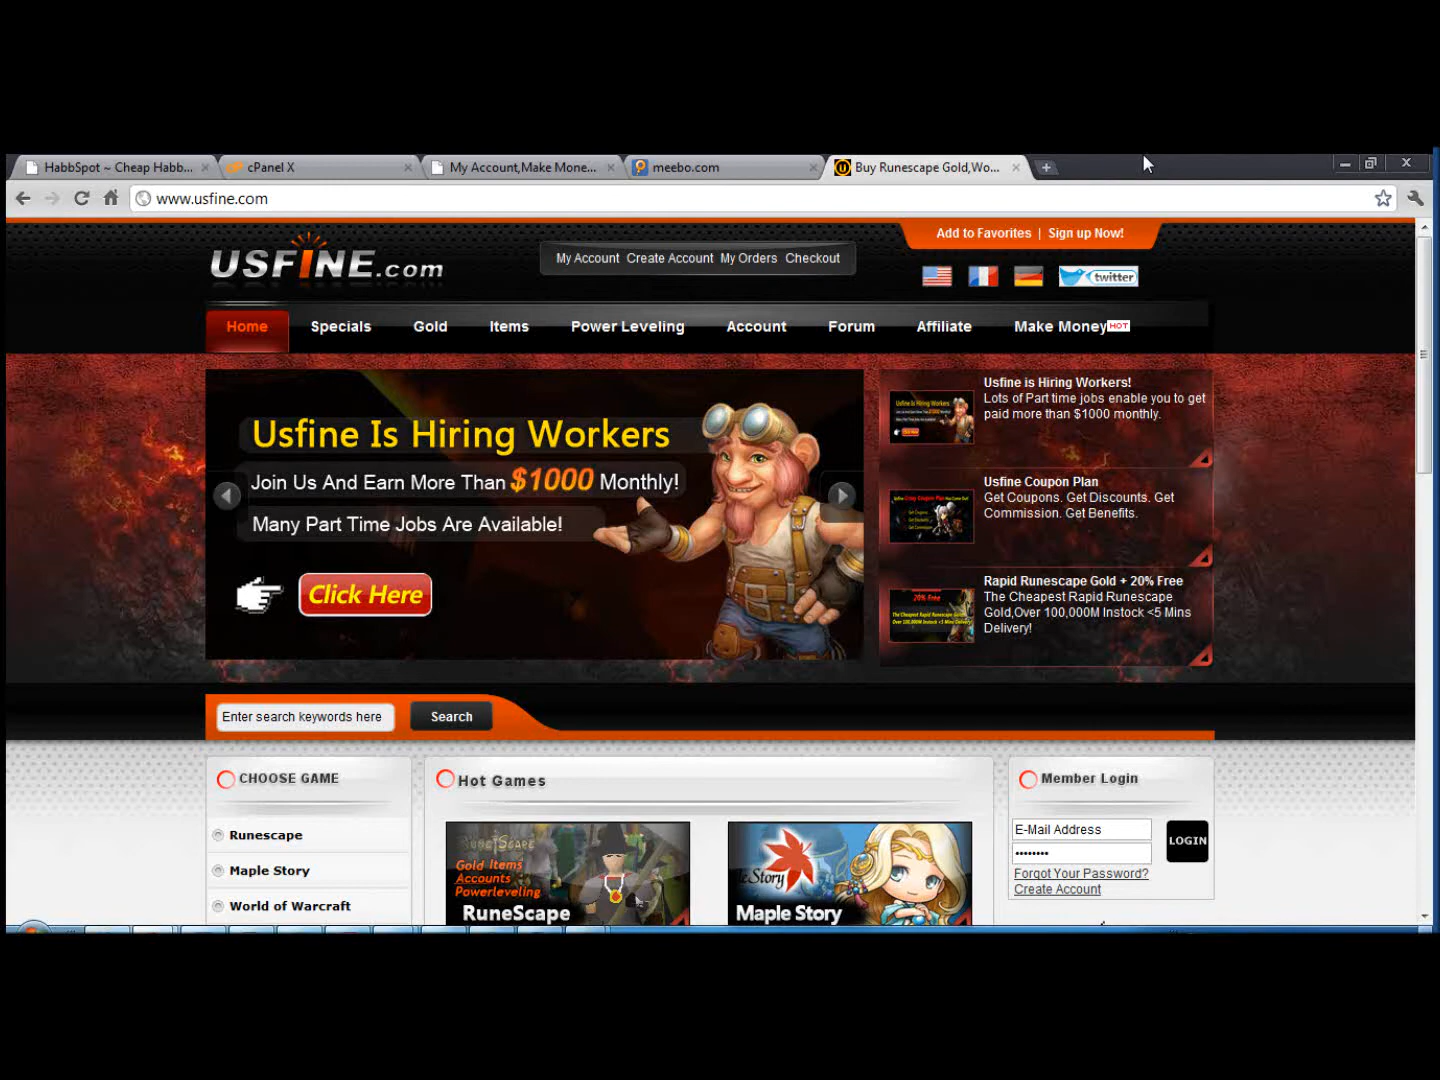 HabbSpot ~ Cheap Habb...
cPanel X
My Account,Make Mone...
meebo.com
Buy Runescape Gold,Wo...
www.usfine.com
Add to Favorites | Sign up Now!
USFINE.com
My Account Create Account My Orders Checkout
twitter
Home Specials Gold Items Power Leveling Account Forum Affiliate Make Money HOT
Usfine Is Hiring Workers
Join Us And Earn More Than $1000 Monthly!
Many Part Time Jobs Are Available!
Click Here
Usfine is Hiring Workers!
Lots of Part time jobs enable you to get
paid more than $1000 monthly.
Usfine Coupon Plan
Get Coupons. Get Discounts. Get
Commission. Get Benefits.
20% Free
Rapid Runescape Gold + 20% Free
The Cheapest Rapid Runescape
Gold,Over 100,000M Instock <5 Mins
Delivery!
Enter search keywords here
Search
CHOOSE GAME
Runescape
Maple Story
World of Warcraft
Hot Games
RuneScape
Gold Items
Accounts
Powerleveling
RuneScape
Maple Story
Member Login
E-Mail Address
LOGIN
Forgot Your Password?
Create Account